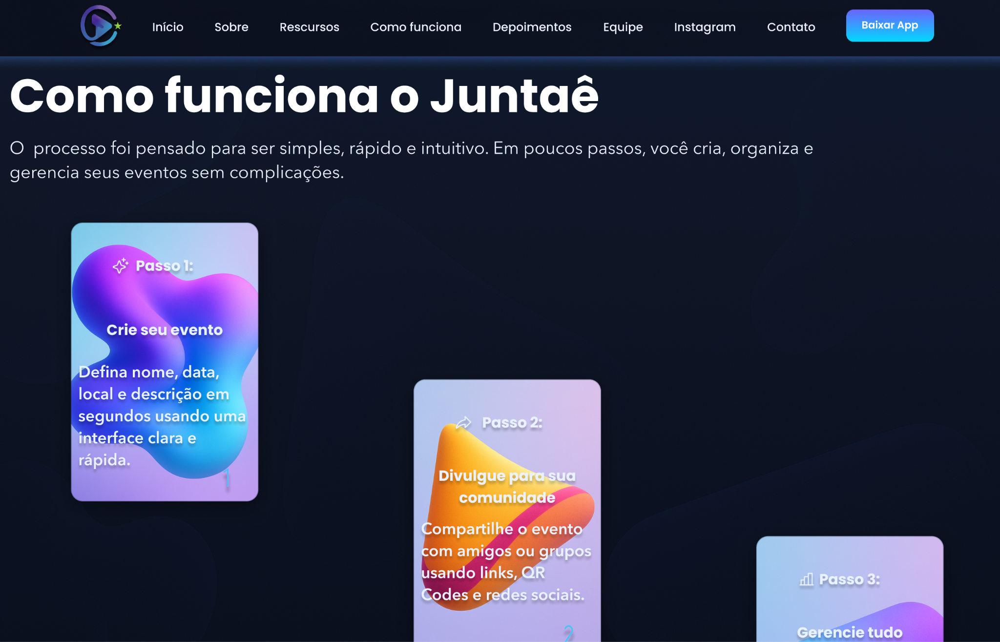 Início Sobre Rescursos Como funciona Depoimentos Equipe Instagram Contato Baixar App
Como funciona o Juntaê
O processo foi pensado para ser simples, rápido e intuitivo. Em poucos passos, você cria, organiza e
gerencia seus eventos sem complicações.
Passo 1:
Crie seu evento
Defina nome, data,
local e descrição em
segundos usando uma
interface clara e
rápida.
1
Passo 2:
Divulgue para sua
comunidade
Compartilhe o evento
com amigos ou grupos
usando links, QR
Codes e redes sociais.
2
Passo 3:
Gerencie tudo